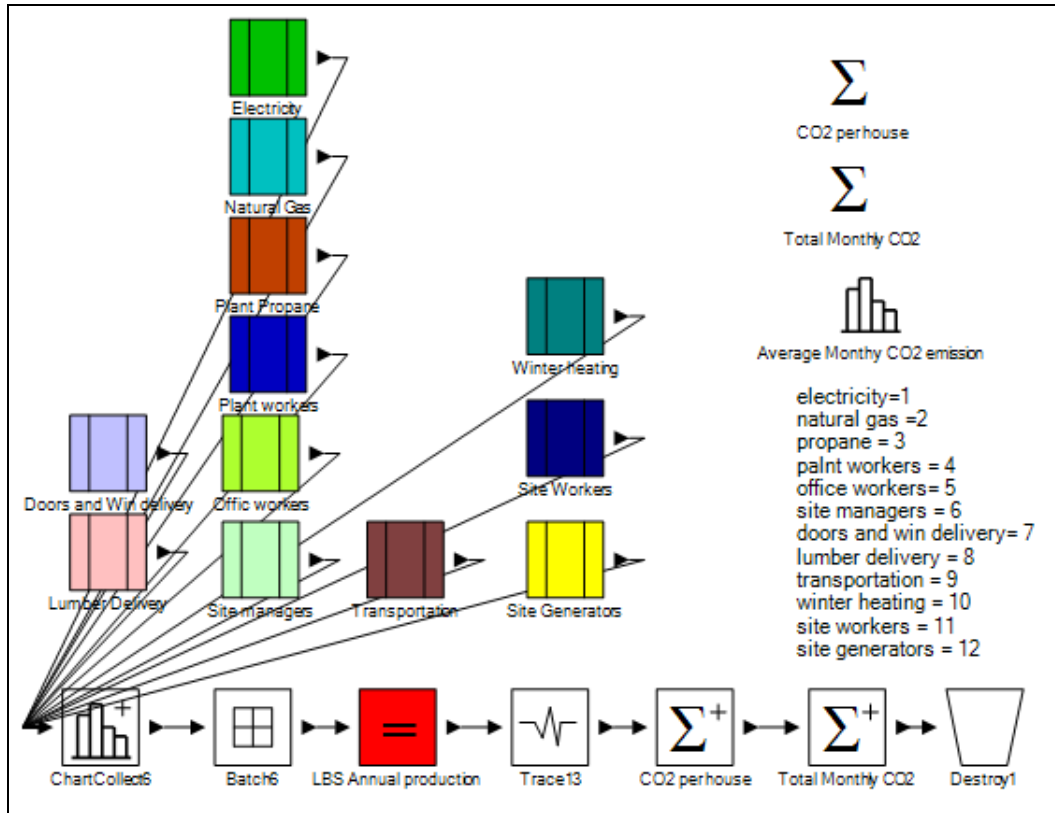 Electricity
CO2 perhouse
Natural Gas
Total Monthly CO2
Plant Propane
Average Monthy CO2 emission
Winter heating
Plant workers
electricity=1
natural gas =2
propane = 3
palnt workers = 4
office workers= 5
site managers = 6
doors and win delivery= 7
lumber delivery = 8
transportation = 9
winter heating = 10
site workers = 11
site generators = 12
Doors and Win delivery
Offic workers
Site Workers
Lumber Delivery
Site managers
Transportation
Site Generators
ChartCollect6
Batch6
LBS Annual production
Trace13
CO2 perhouse
Total Monthly CO2
Destroy1